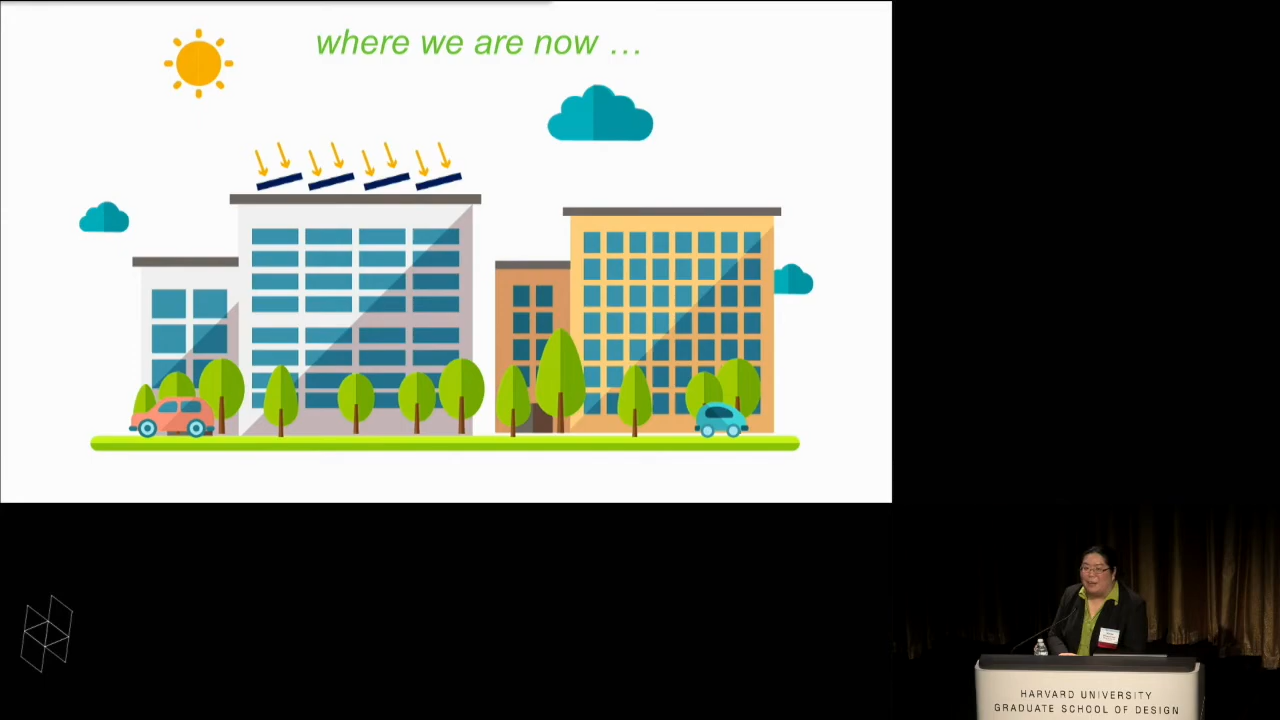 where we are now …
HARVARD UNIVERSITY
GRADUATE SCHOOL OF DESIGN